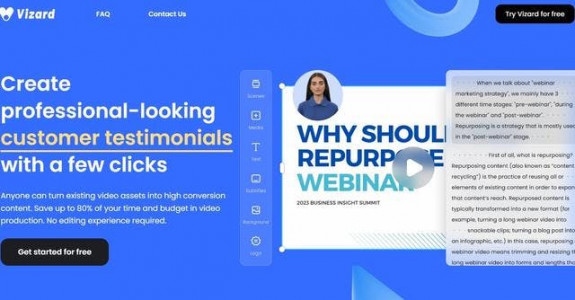 Vizard
FAQ
Contact Us
Try Vizard for free
Create
professional-looking
customer testimonials
with a few clicks
Anyone can turn existing video assets into high conversion
content. Save up to 80% of your time and budget in video
production. No editing experience required.
Get started for free
Scenes
Media
Text
Subtitles
Background
Logo
WHY SHOUL
REPURPOSE
WEBINAR
2023 BUSINESS INSIGHT SUMMIT
When we talk about "webinar
marketing strategy", we mainly have 3
different time stages: "pre-webinar", "during
the webinar" and "post-webinar".
Repurposing is a strategy that is mostly used
in the "post-webinar" stage.
First of all, what is repurposing?
Repurposing content (also known as "content
recycling") is the practice of reusing all or
elements of existing content in order to expand
that content's reach. Repurposed content is
typically transformed into a new format (for
example, turning a long webinar video into
snackable clips; turning a blog post into
an infographic, etc.) In this case, repurposing
webinar video means trimming and resizing the
long webinar video into forms and lengths tha